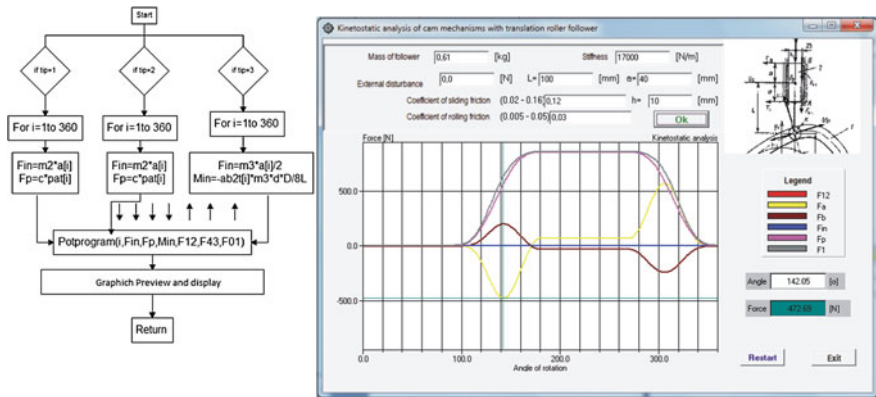 Start
if tip=1
if tip=2
if tip=3
For i=1to 360
For i=1to 360
For i=1to 360
Fin=m2*a[i]
Fp=c*pat[i]
Fin=m2*a[i]
Fp=c*pat[i]
Fin=m3*a[i]/2
Min=-ab2t[i]*m3*d*D/8L
Potprogram(i,Fin,Fp,Min,F12,F43,F01)
Graphich Preview and display
Return
Kinetostatic analysis of cam mechanisms with translation roller follower
Mass of follower 0,61 [kg] Stiffness 17000 [N/m]
External disturbance 0,0 [N] L= 100 [mm] a= 40 [mm]
Coefficient of sliding friction (0.02 - 0.16) 0,12 h= 10 [mm]
Coefficient of rolling friction (0.005 - 0.05) 0,03 Ok
Force [N] Kinetostatic analysis
500.0
0.0
-500.0
0.0 100.0 200.0 300.0
Angle of rotation
Legend
F12
Fa
Fb
Fin
Fp
F1
Angle 142.05 [o]
Force -472.69 [N]
Restart Exit